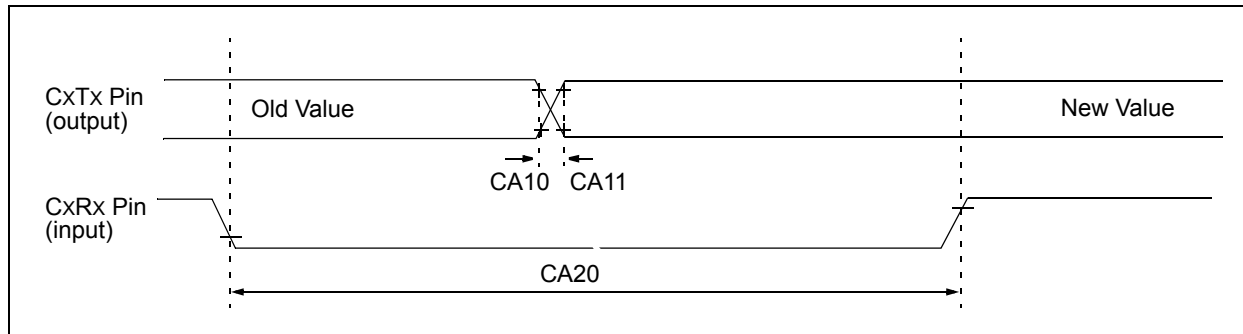 CxTx Pin
(output)
Old Value
New Value
CA10 CA11
CxRx Pin
(input)
CA20